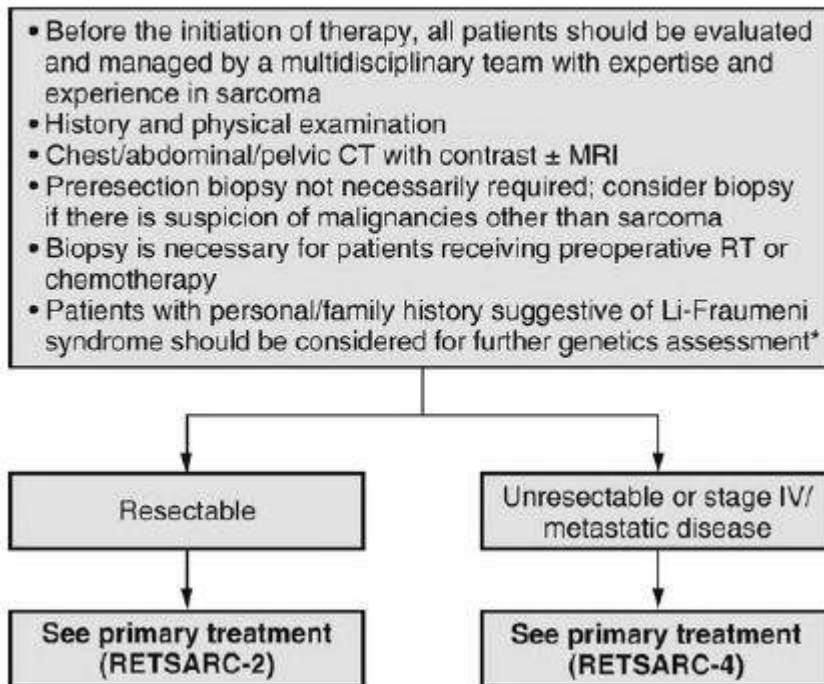 • Before the initiation of therapy, all patients should be evaluated
and managed by a multidisciplinary team with expertise and
experience in sarcoma
• History and physical examination
• Chest/abdominal/pelvic CT with contrast ± MRI
• Preresection biopsy not necessarily required; consider biopsy
if there is suspicion of malignancies other than sarcoma
• Biopsy is necessary for patients receiving preoperative RT or
chemotherapy
• Patients with personal/family history suggestive of Li-Fraumeni
syndrome should be considered for further genetics assessment*
Resectable
Unresectable or stage IV/
metastatic disease
See primary treatment
(RETSARC-2)
See primary treatment
(RETSARC-4)